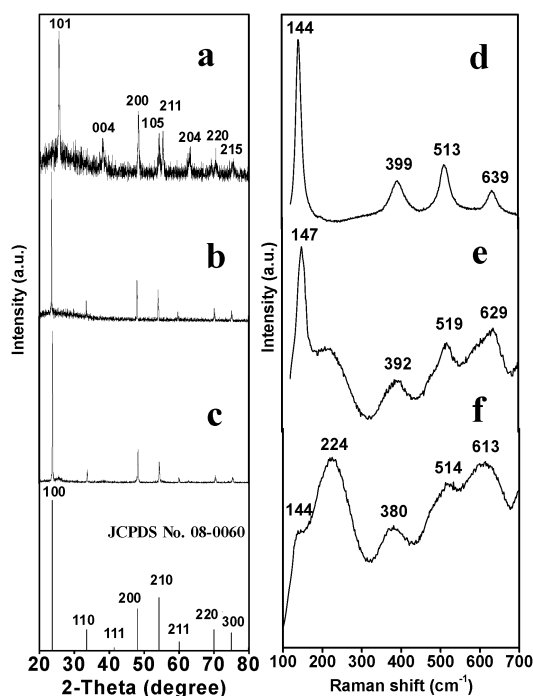 101
a
200
211
004
105
204
220
215
b
c
100
JCPDS No. 08-0060
210
200
110
111
211
220
300
20 30 40 50 60 70 80
2-Theta (degree)
Intensity (a.u.)
144
d
399
513
639
147
e
392
519
629
f
224
144
380
514
613
100 200 300 400 500 600 700
Raman shift (cm⁻¹)
Intensity (a.u.)